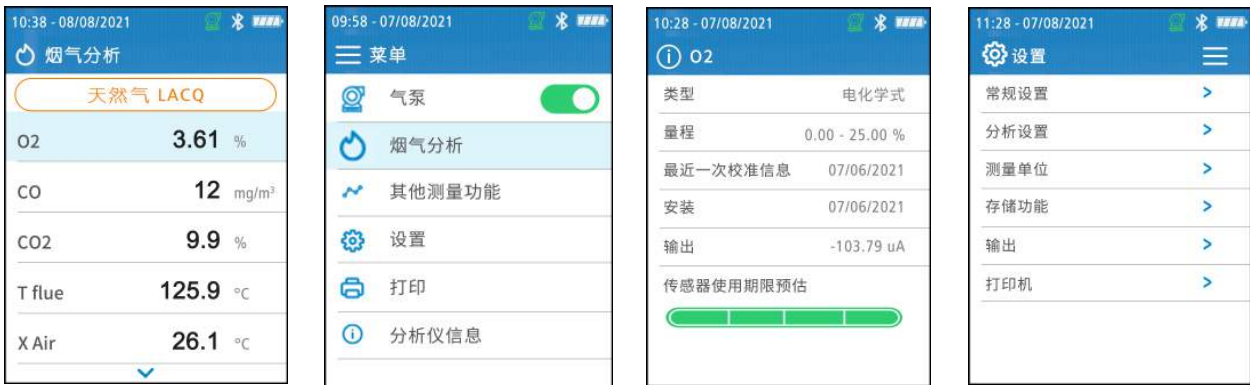 10:38 - 08/08/2021
烟气分析
天然气 LACQ
O2 3.61 %
CO 12 mg/m³
CO2 9.9 %
T flue 125.9 °C
X Air 26.1 °C
09:58 - 07/08/2021
菜单
气泵
烟气分析
其他测量功能
设置
打印
分析仪信息
10:28 - 07/08/2021
O2
类型 电化学式
量程 0.00 - 25.00 %
最近一次校准信息 07/06/2021
安装 07/06/2021
输出 -103.79 uA
传感器使用期限预估
11:28 - 07/08/2021
设置
常规设置 >
分析设置 >
测量单位 >
存储功能 >
输出 >
打印机 >